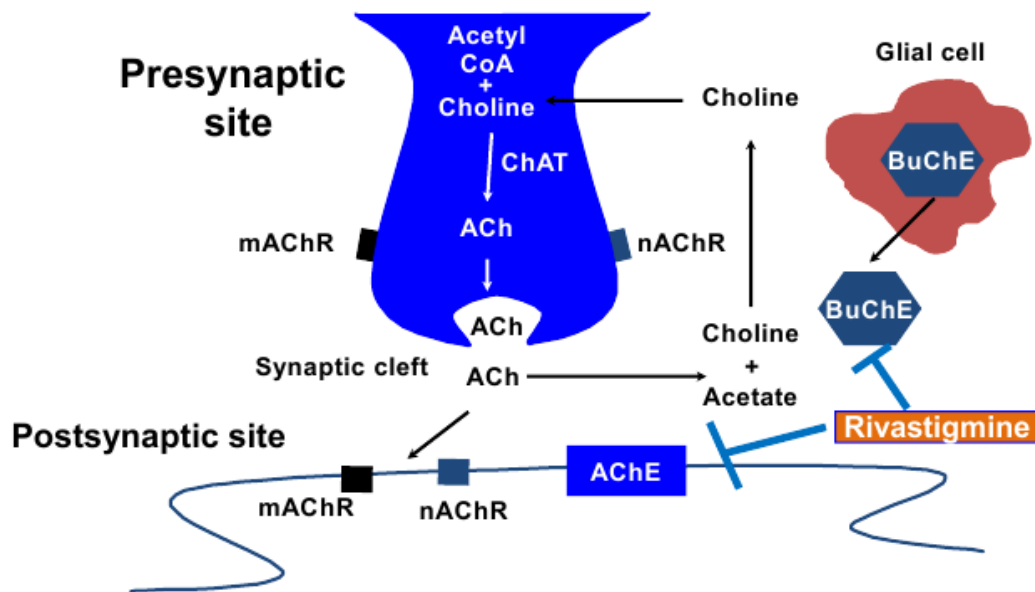 Presynaptic
site
Acetyl
CoA
+
Choline
ChAT
ACh
ACh
Choline
Glial cell
BuChE
BuChE
mAChR
nAChR
Synaptic cleft
ACh
Choline
+
Acetate
Rivastigmine
Postsynaptic site
mAChR
nAChR
AChE